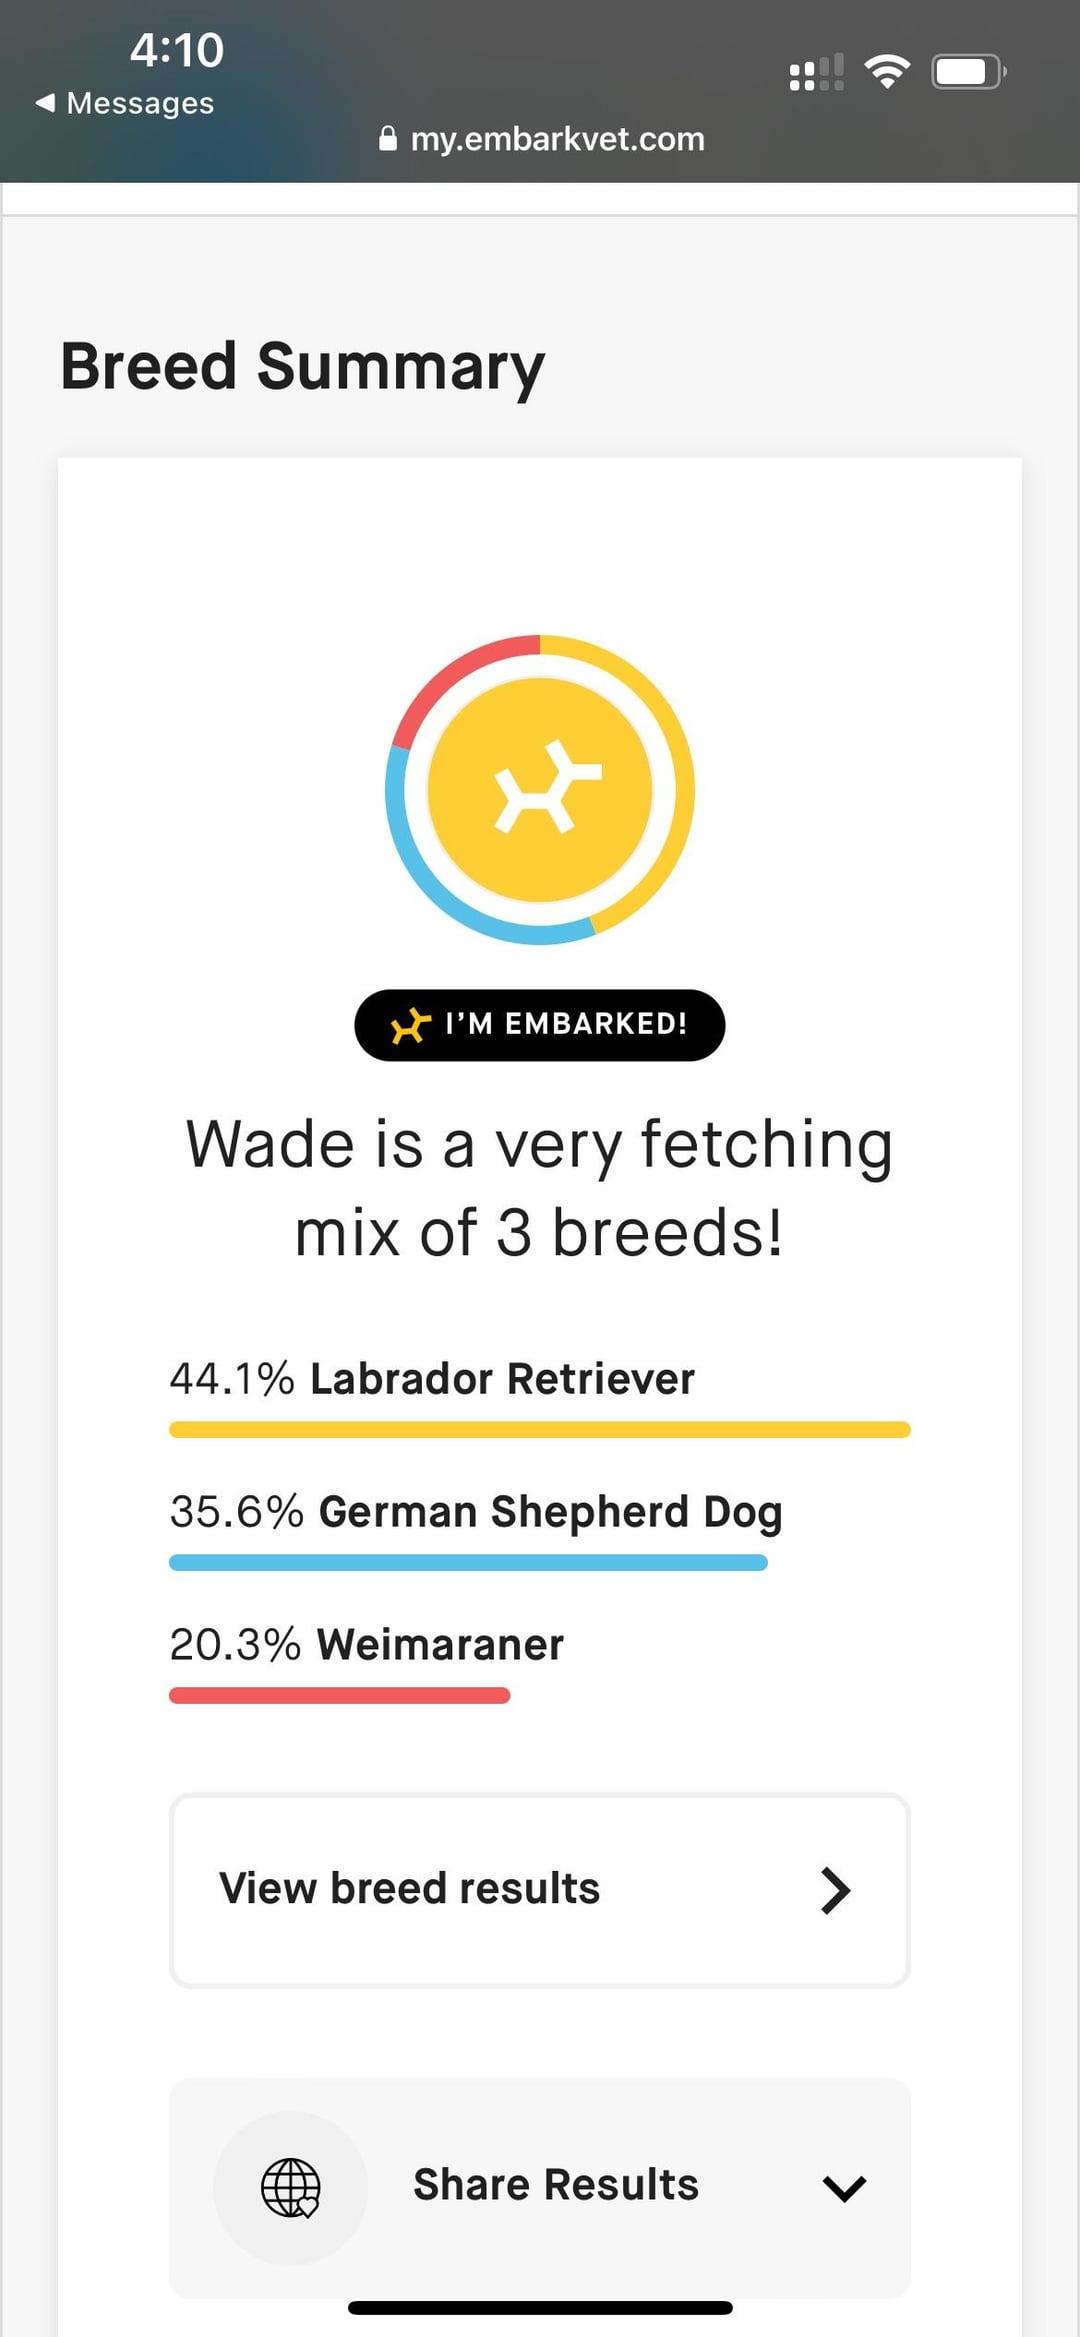 4:10
Messages
my.embarkvet.com
Breed Summary
I'M EMBARKED!
Wade is a very fetching
mix of 3 breeds!
44.1% Labrador Retriever
35.6% German Shepherd Dog
20.3% Weimaraner
View breed results
Share Results